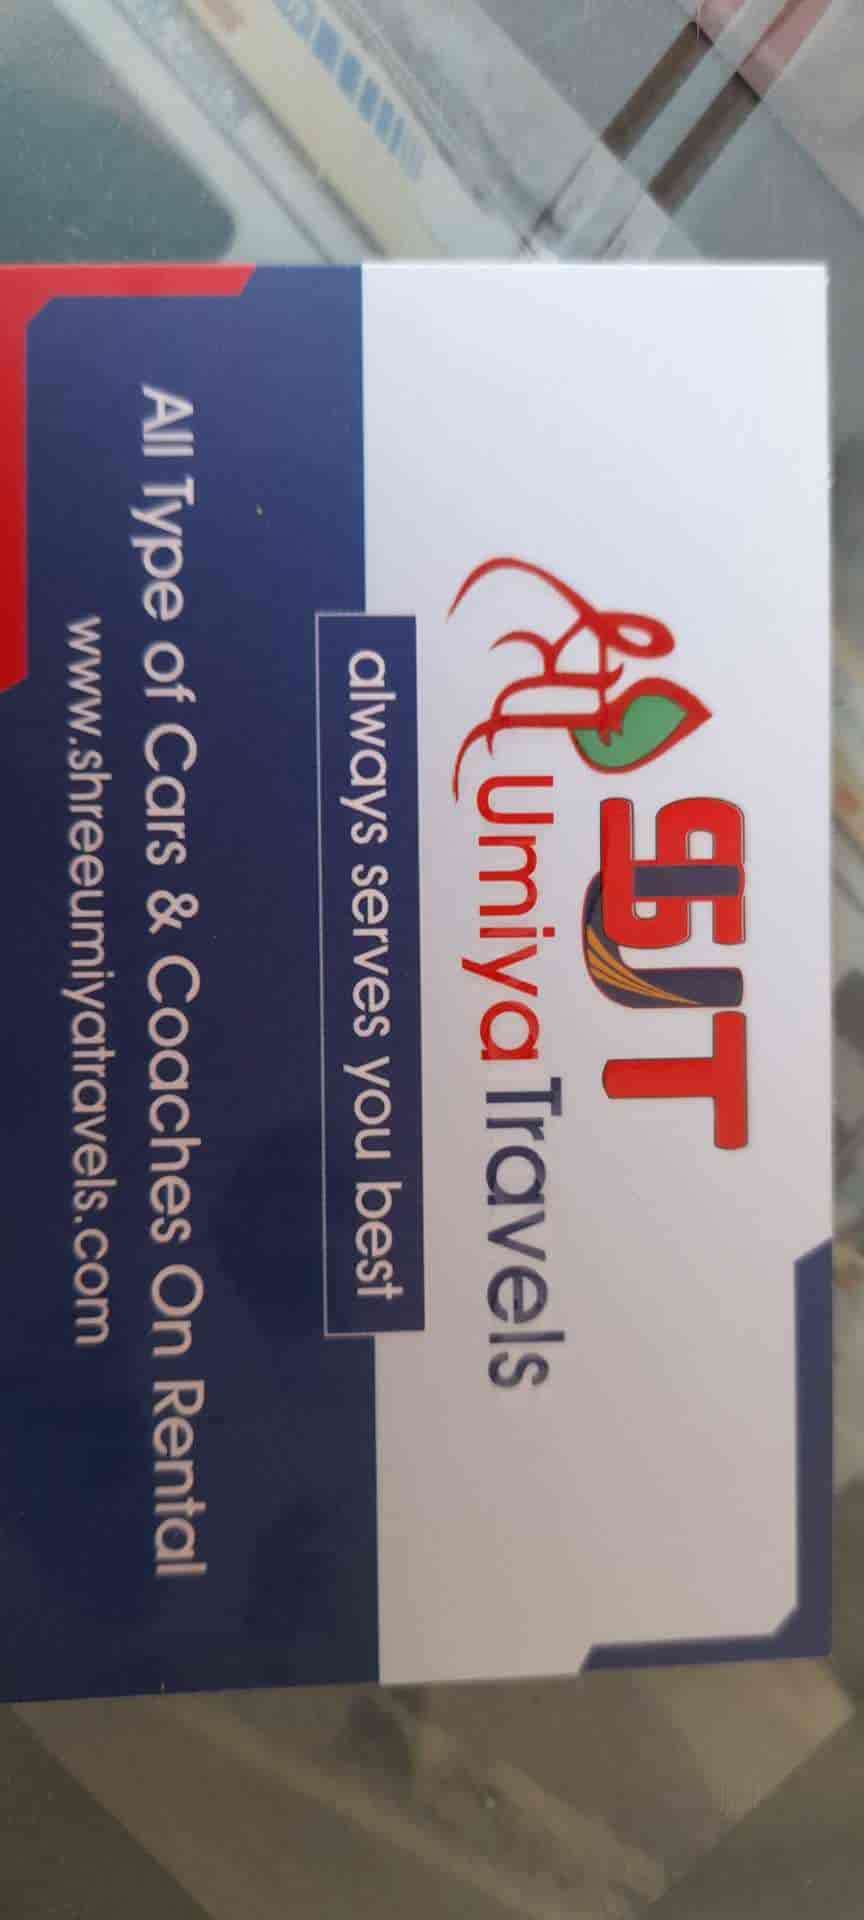 SUT
श्री umiya Travels
always serves you best
All Type of Cars & Coaches On Rental
www.shreeumiyatravels.com